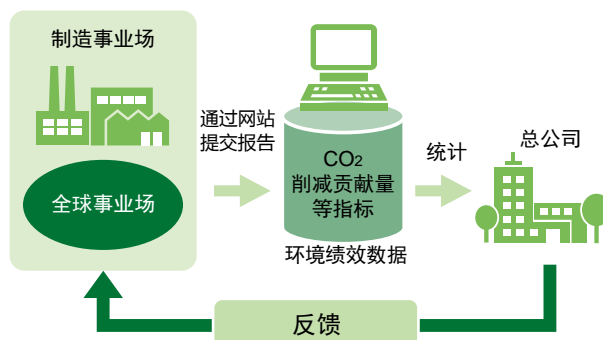 制造事业场
全球事业场
通过网站
提交报告
CO2
削减贡献量
等指标
环境绩效数据
统计
总公司
反馈